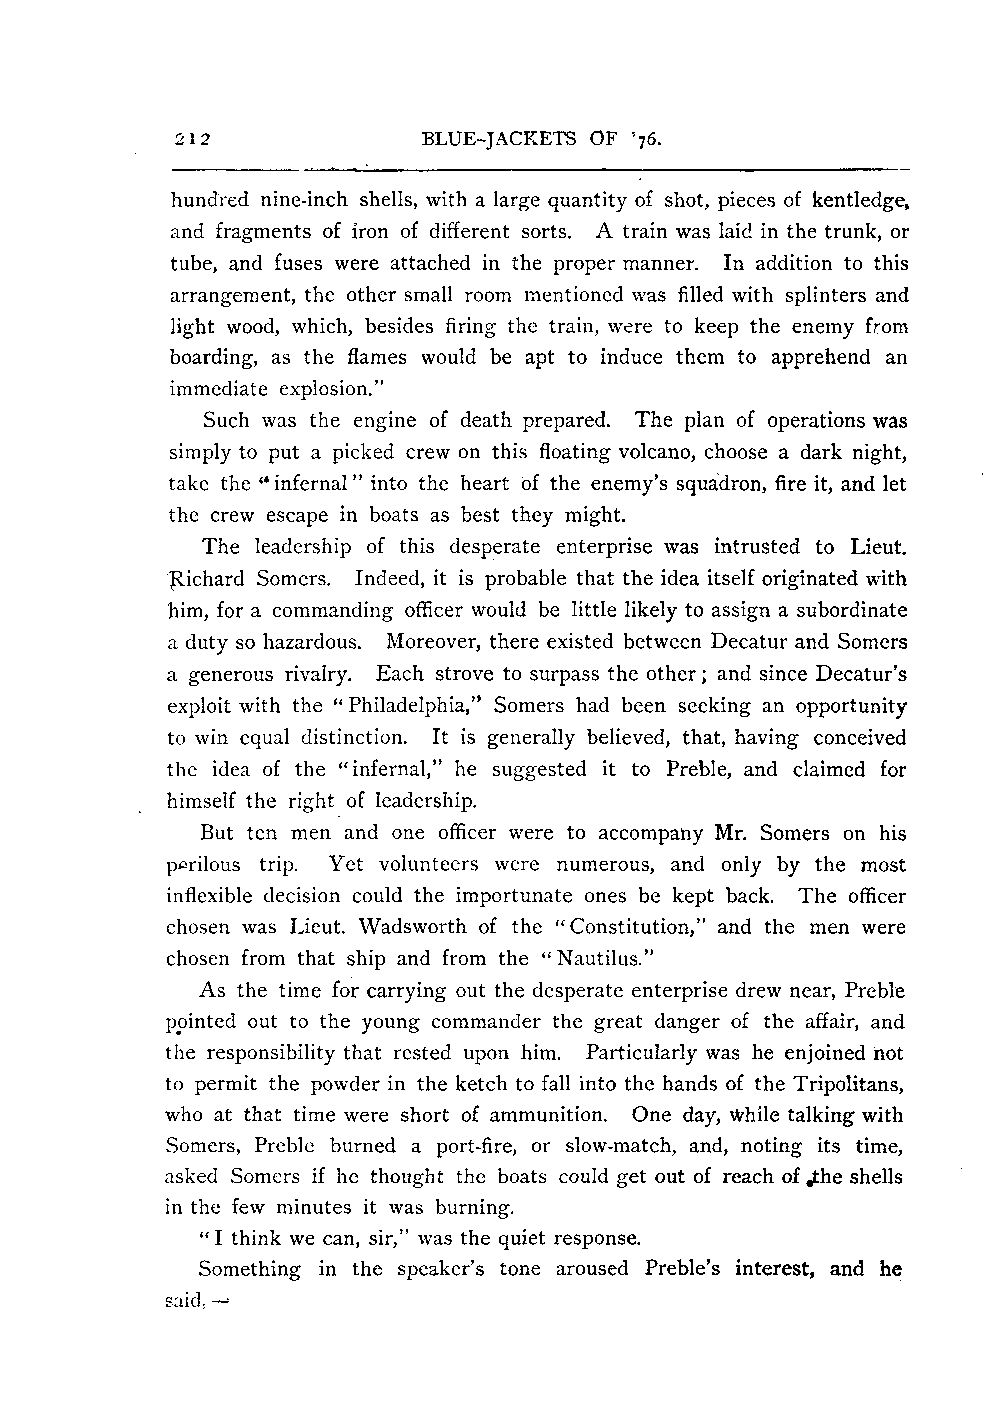 212 BLUE-JACKETS OF '76.
hundred nine-inch shells, with a large quantity of shot, pieces of kentledge,
and fragments of iron of different sorts. A train was laid in the trunk, or
tube, and fuses were attached in the proper manner. In addition to this
arrangement, the other small room mentioned was filled with splinters and
light wood, which, besides firing the train, were to keep the enemy from
boarding, as the flames would be apt to induce them to apprehend an
immediate explosion."
Such was the engine of death prepared. The plan of operations was
simply to put a picked crew on this floating volcano, choose a dark night,
take the "infernal" into the heart of the enemy's squadron, fire it, and let
the crew escape in boats as best they might.
The leadership of this desperate enterprise was intrusted to Lieut.
Richard Somers. Indeed, it is probable that the idea itself originated with
him, for a commanding officer would be little likely to assign a subordinate
a duty so hazardous. Moreover, there existed between Decatur and Somers
a generous rivalry. Each strove to surpass the other; and since Decatur's
exploit with the "Philadelphia," Somers had been seeking an opportunity
to win equal distinction. It is generally believed, that, having conceived
the idea of the "infernal," he suggested it to Preble, and claimed for
himself the right of leadership.
But ten men and one officer were to accompany Mr. Somers on his
perilous trip. Yet volunteers were numerous, and only by the most
inflexible decision could the importunate ones be kept back. The officer
chosen was Lieut. Wadsworth of the "Constitution," and the men were
chosen from that ship and from the "Nautilus."
As the time for carrying out the desperate enterprise drew near, Preble
pointed out to the young commander the great danger of the affair, and
the responsibility that rested upon him. Particularly was he enjoined not
to permit the powder in the ketch to fall into the hands of the Tripolitans,
who at that time were short of ammunition. One day, while talking with
Somers, Preble burned a port-fire, or slow-match, and, noting its time,
asked Somers if he thought the boats could get out of reach of the shells
in the few minutes it was burning.
"I think we can, sir," was the quiet response.
Something in the speaker's tone aroused Preble's interest, and he
said, —